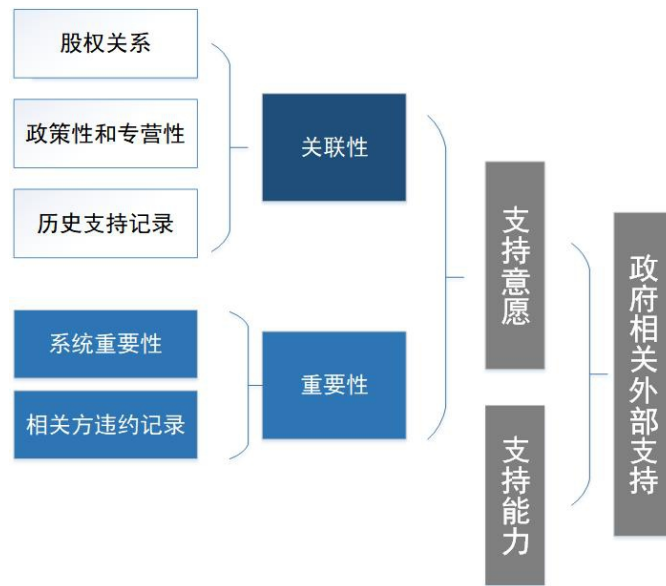 股权关系
政策性和专营性
历史支持记录
关联性
系统重要性
相关方违约记录
重要性
支持意愿
支持能力
政府相关外部支持